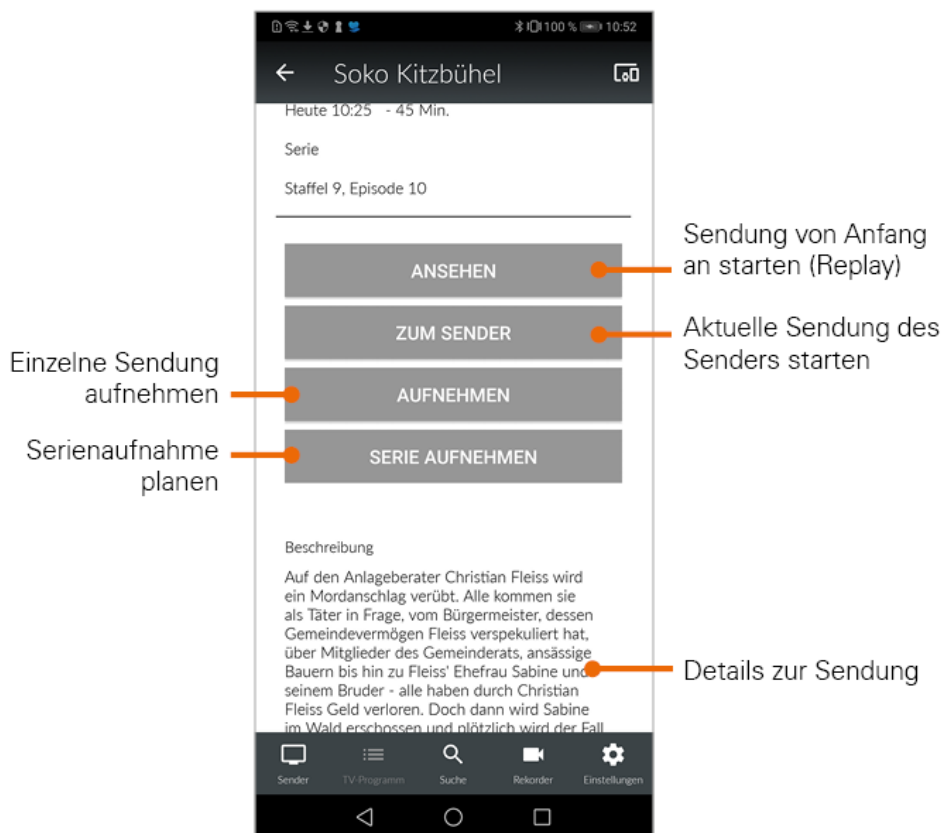 100 % 10:52
Soko Kitzbühel
Heute 10:25 - 45 Min.
Serie
Staffel 9, Episode 10
ANSEHEN
Sendung von Anfang
an starten (Replay)
ZUM SENDER
Aktuelle Sendung des
Senders starten
Einzelne Sendung
aufnehmen
AUFNEHMEN
Serienaufnahme
planen
SERIE AUFNEHMEN
Beschreibung
Auf den Anlageberater Christian Fleiss wird
ein Mordanschlag verübt. Alle kommen sie
als Täter in Frage, vom Bürgermeister, dessen
Gemeindevermögen Fleiss verspekuliert hat,
über Mitglieder des Gemeinderats, ansässige
Bauern bis hin zu Fleiss' Ehefrau Sabine und
seinem Bruder - alle haben durch Christian
Fleiss Geld verloren. Doch dann wird Sabine
im Wald erschossen und plötzlich wird der Fall
Details zur Sendung
Sender TV-Programm Suche Rekorder Einstellungen